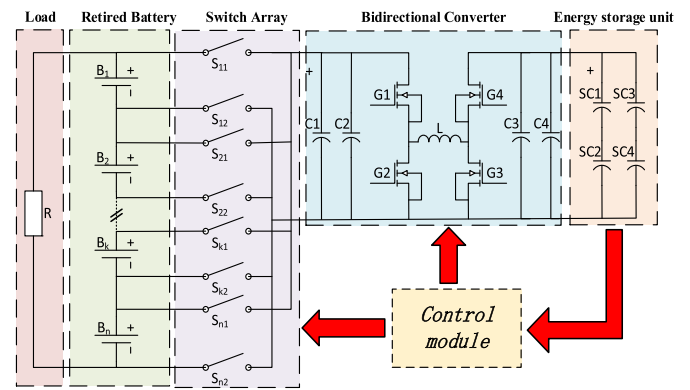 Load
Retired Battery
Switch Array
Bidirectional Converter
Energy storage unit
R
B1
+
B2
+
Bk
+
Bn
+
S11
S12
S21
S22
Sk1
Sk2
Sn1
Sn2
+
C1
C2
G1
G2
L
G4
G3
C3
C4
+
SC1
SC3
SC2
SC4
Control
module